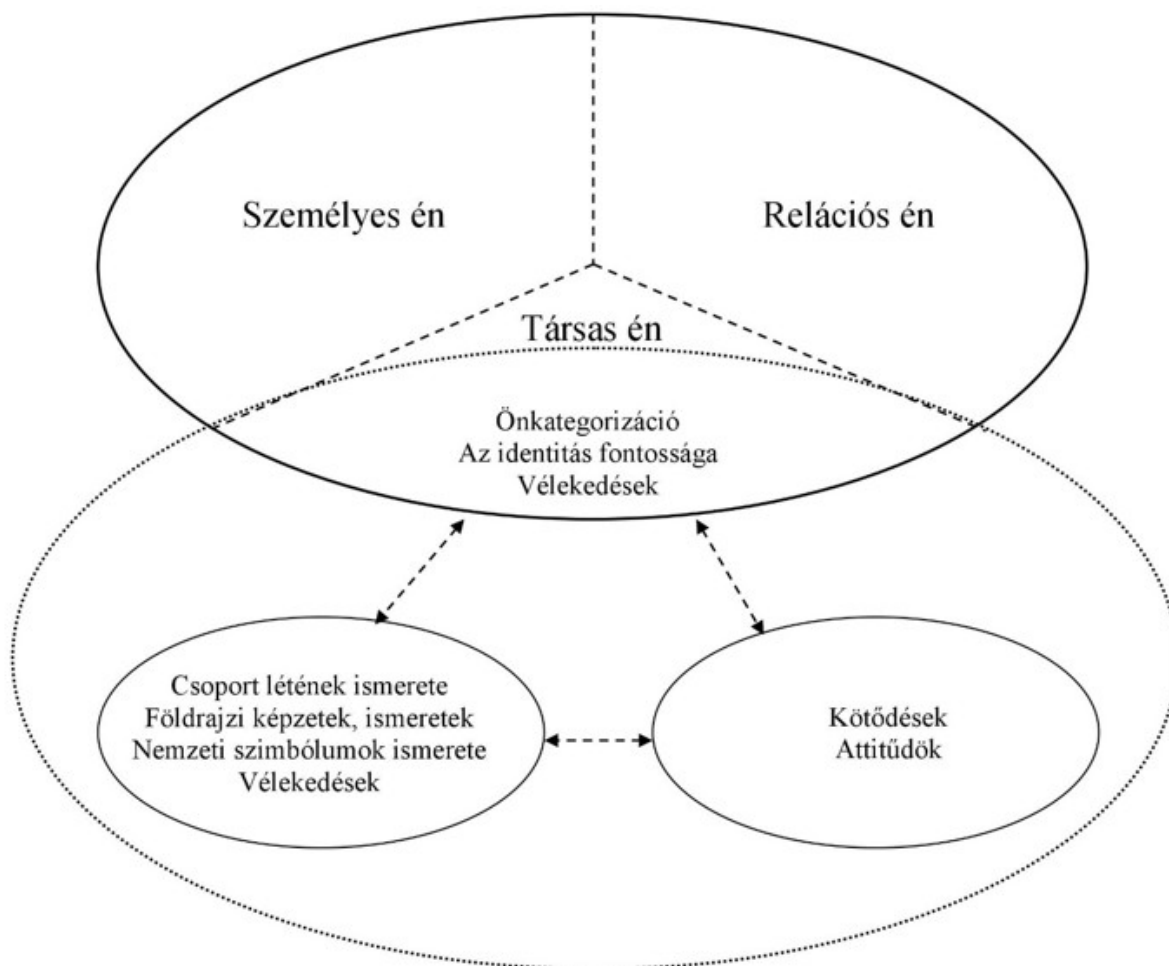 Személyes én
Relációs én
Társas én
Önkategorizáció
Az identitás fontossága
Vélekedések
Csoport létének ismerete
Földrajzi képzetek, ismeretek
Nemzeti szimbólumok ismerete
Vélekedések
Kötődések
Attitűdök